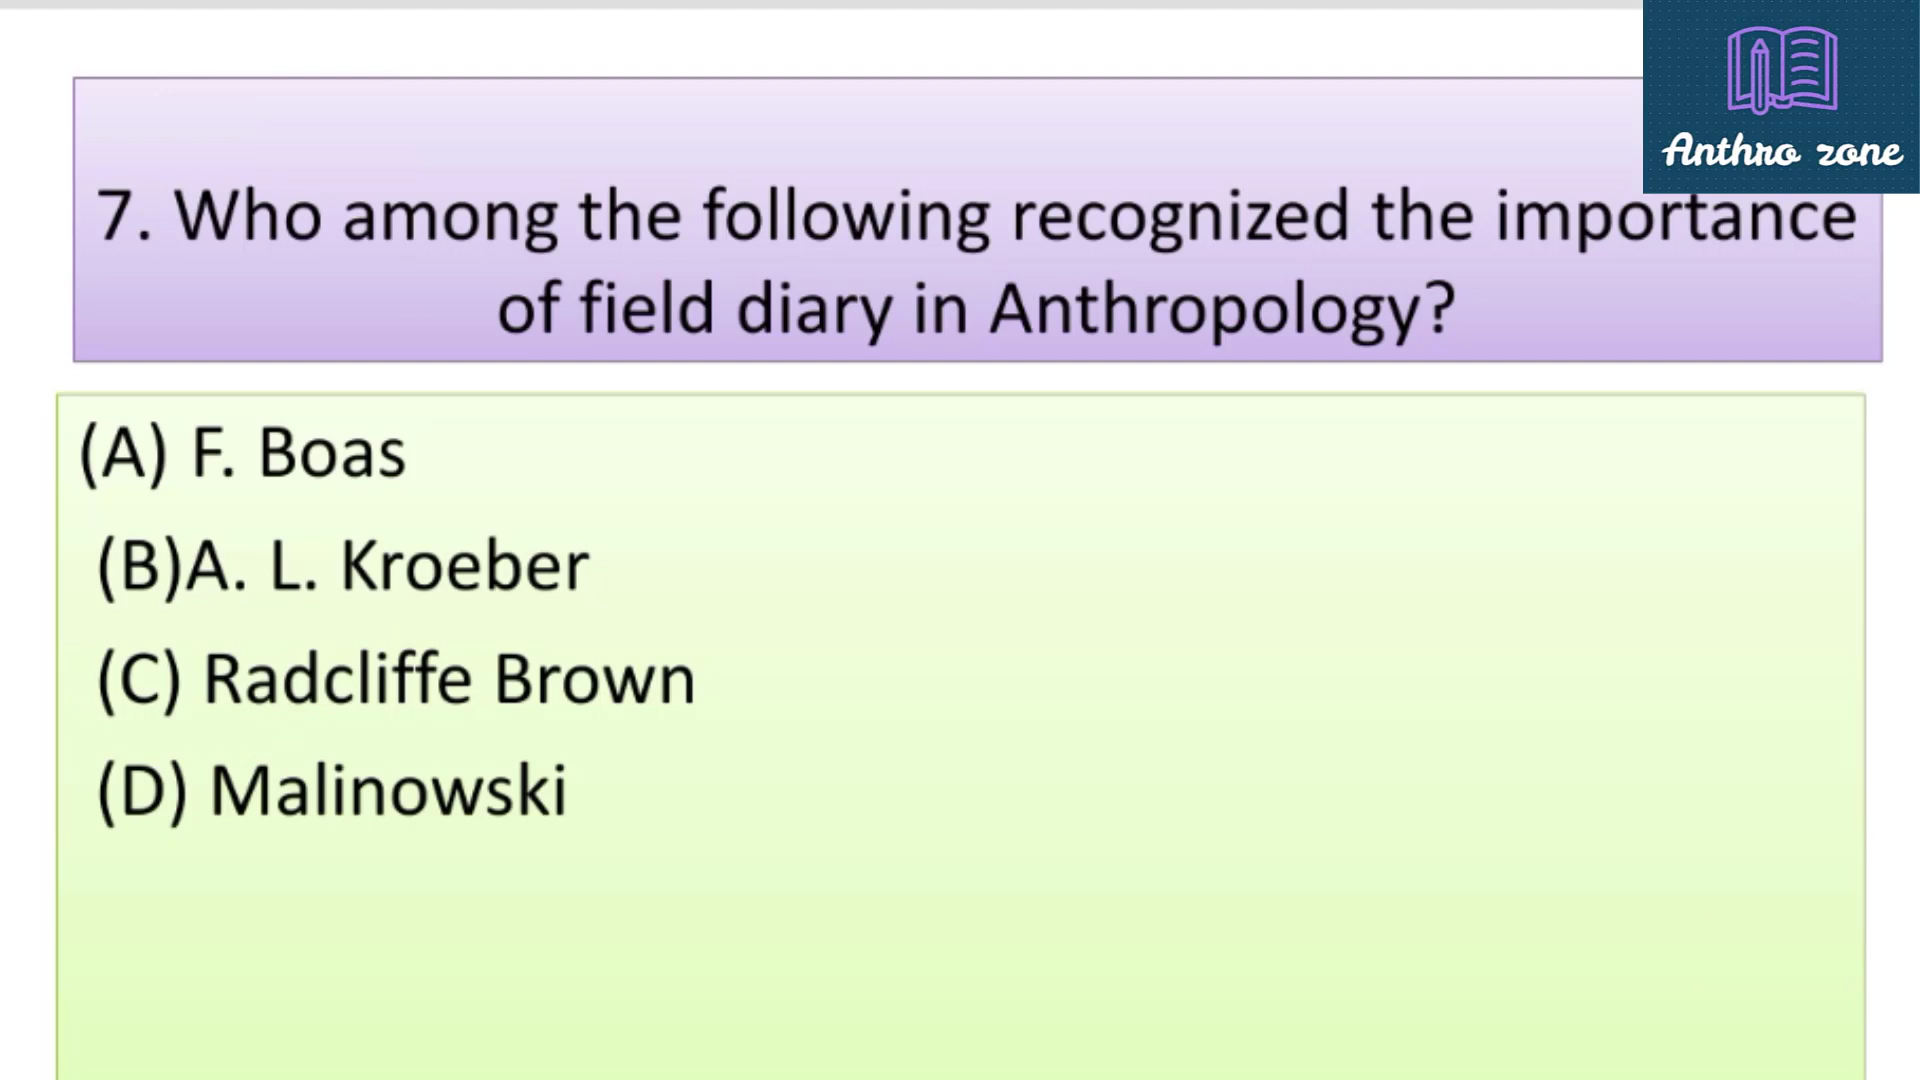 Anthro zone
7. Who among the following recognized the importance
of field diary in Anthropology?
(A) F. Boas
(B)A. L. Kroeber
(C) Radcliffe Brown
(D) Malinowski